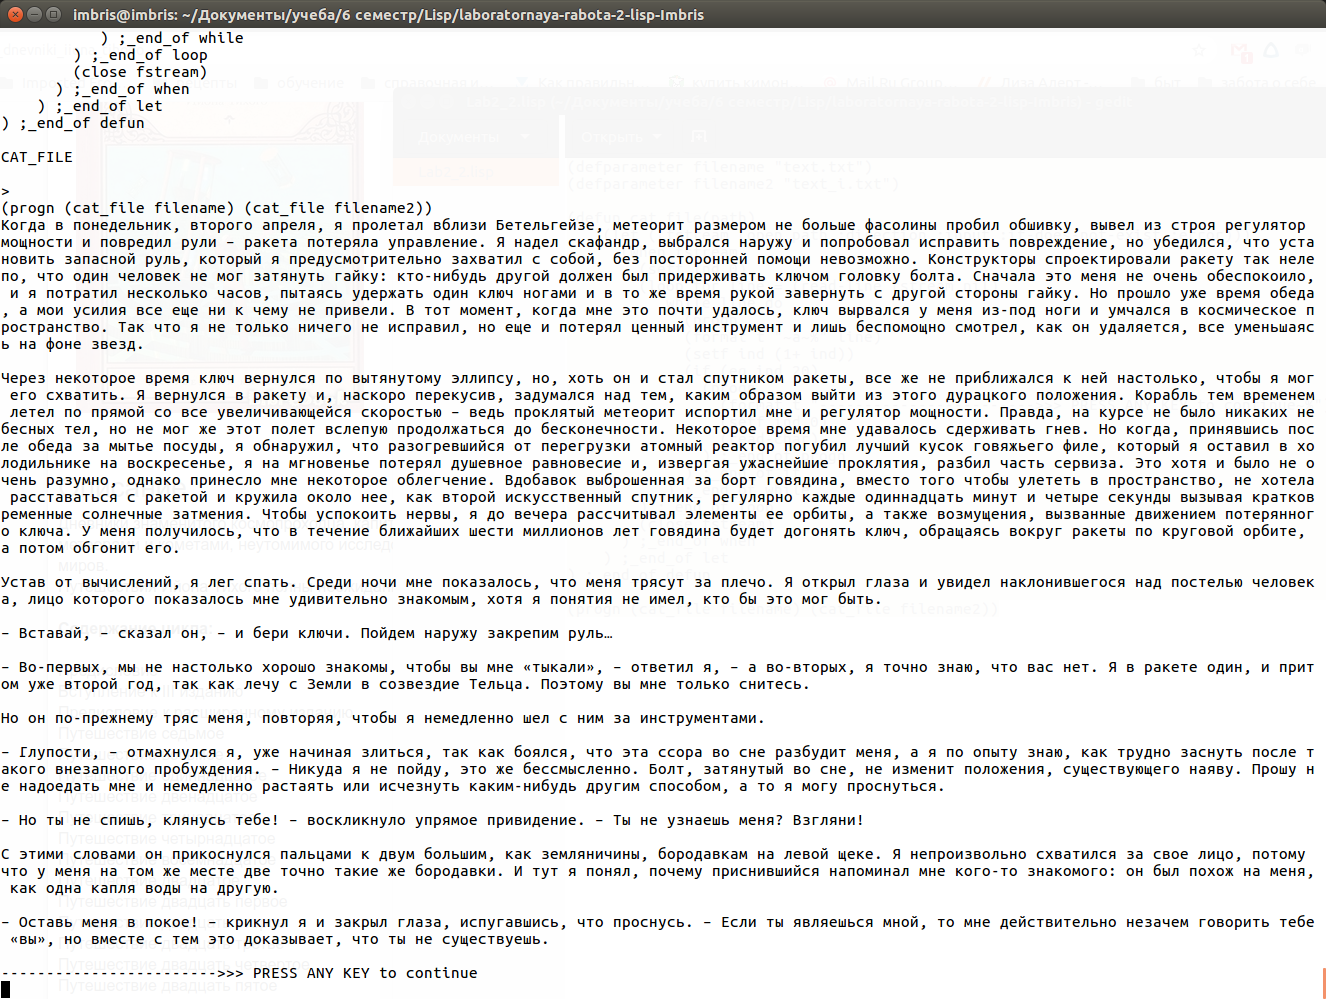 imbris@imbris: ~/Документы/учеба/6 семестр/Lisp/laboratornaya-rabota-2-lisp-Imbris
) ;_end_of while
) ;_end_of loop
(close fstream)
) ;_end_of when
) ;_end_of let
) ;_end_of defun
CAT_FILE
>
(progn (cat_file filename) (cat_file filename2))
Когда в понедельник, второго апреля, я пролетал вблизи Бетельгейзе, метеорит размером не больше фасолины пробил обшивку, вывел из строя регулятор
мощности и повредил рули – ракета потеряла управление. Я надел скафандр, выбрался наружу и попробовал исправить повреждение, но убедился, что уста
новить запасной руль, который я предусмотрительно захватил с собой, без посторонней помощи невозможно. Конструкторы спроектировали ракету так неле
по, что один человек не мог затянуть гайку: кто-нибудь другой должен был придерживать ключом головку болта. Сначала это меня не очень обеспокоило,
и я потратил несколько часов, пытаясь удержать один ключ ногами и в то же время рукой завернуть с другой стороны гайку. Но прошло уже время обеда
, а мои усилия все еще ни к чему не привели. В тот момент, когда мне это почти удалось, ключ вырвался у меня из-под ноги и умчался в космическое п
ространство. Так что я не только ничего не исправил, но еще и потерял ценный инструмент и лишь беспомощно смотрел, как он удаляется, все уменьшаяс
ь на фоне звезд.
Через некоторое время ключ вернулся по вытянутому эллипсу, но, хоть он и стал спутником ракеты, все же не приближался к ней настолько, чтобы я мог
его схватить. Я вернулся в ракету и, наскоро перекусив, задумался над тем, каким образом выйти из этого дурацкого положения. Корабль тем временем
летел по прямой со все увеличивающейся скоростью – ведь проклятый метеорит испортил мне и регулятор мощности. Правда, на курсе не было никаких не
бесных тел, но не мог же этот полет вслепую продолжаться до бесконечности. Некоторое время мне удавалось сдерживать гнев. Но когда, принявшись пос
ле обеда за мытье посуды, я обнаружил, что разогревшийся от перегрузки атомный реактор погубил лучший кусок говяжьего филе, который я оставил в хо
лодильнике на воскресенье, я на мгновенье потерял душевное равновесие и, извергая ужаснейшие проклятия, разбил часть сервиза. Это хотя и было не о
чень разумно, однако принесло мне некоторое облегчение. Вдобавок выброшенная за борт говядина, вместо того чтобы улететь в пространство, не хотела
расставаться с ракетой и кружила около нее, как второй искусственный спутник, регулярно каждые одиннадцать минут и четыре секунды вызывая кратков
ременные солнечные затмения. Чтобы успокоить нервы, я до вечера рассчитывал элементы ее орбиты, а также возмущения, вызванные движением потерянног
о ключа. У меня получилось, что в течение ближайших шести миллионов лет говядина будет догонять ключ, обращаясь вокруг ракеты по круговой орбите,
а потом обгонит его.
Устав от вычислений, я лег спать. Среди ночи мне показалось, что меня трясут за плечо. Я открыл глаза и увидел наклонившегося над постелью человек
а, лицо которого показалось мне удивительно знакомым, хотя я понятия не имел, кто бы это мог быть.
– Вставай, – сказал он, – и бери ключи. Пойдем наружу закрепим руль…
– Во-первых, мы не настолько хорошо знакомы, чтобы вы мне «тыкали», – ответил я, – а во-вторых, я точно знаю, что вас нет. Я в ракете один, и прит
ом уже второй год, так как лечу с Земли в созвездие Тельца. Поэтому вы мне только снитесь.
Но он по-прежнему тряс меня, повторяя, чтобы я немедленно шел с ним за инструментами.
– Глупости, – отмахнулся я, уже начиная злиться, так как боялся, что эта ссора во сне разбудит меня, а я по опыту знаю, как трудно заснуть после т
акого внезапного пробуждения. – Никуда я не пойду, это же бессмысленно. Болт, затянутый во сне, не изменит положения, существующего наяву. Прошу н
е надоедать мне и немедленно растаять или исчезнуть каким-нибудь другим способом, а то я могу проснуться.
– Но ты не спишь, клянусь тебе! – воскликнуло упрямое привидение. – Ты не узнаешь меня? Взгляни!
С этими словами он прикоснулся пальцами к двум большим, как земляничины, бородавкам на левой щеке. Я непроизвольно схватился за свое лицо, потому
что у меня на том же месте две точно такие же бородавки. И тут я понял, почему приснившийся напоминал мне кого-то знакомого: он был похож на меня,
как одна капля воды на другую.
– Оставь меня в покое! – крикнул я и закрыл глаза, испугавшись, что проснусь. – Если ты являешься мной, то мне действительно незачем говорить тебе
«вы», но вместе с тем это доказывает, что ты не существуешь.
------------------------>>> PRESS ANY KEY to continue